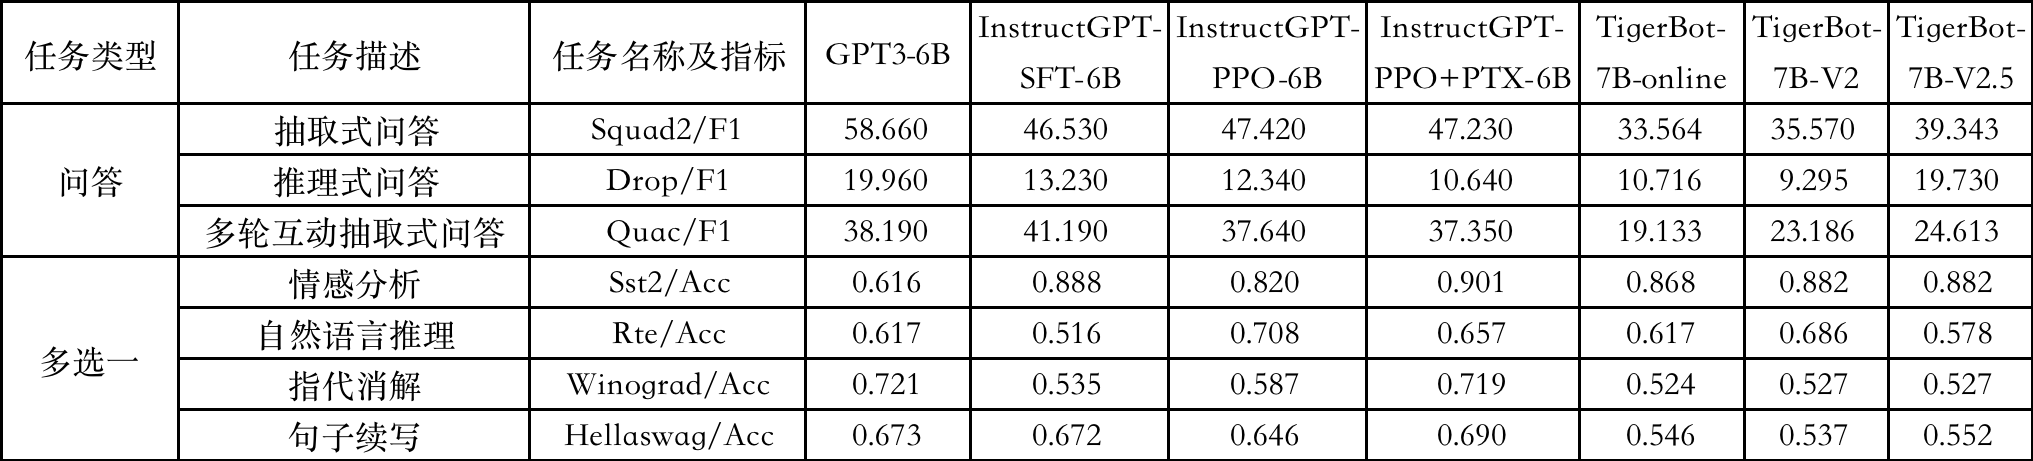 任务类型 任务描述 任务名称及指标 GPT3-6B InstructGPT-SFT-6B InstructGPT-PPO-6B InstructGPT-PPO+PTX-6B TigerBot-7B-online TigerBot-7B-V2 TigerBot-7B-V2.5
问答 抽取式问答 Squad2/F1 58.660 46.530 47.420 47.230 33.564 35.570 39.343
推理式问答 Drop/F1 19.960 13.230 12.340 10.640 10.716 9.295 19.730
多轮互动抽取式问答 Quac/F1 38.190 41.190 37.640 37.350 19.133 23.186 24.613
多选一 情感分析 Sst2/Acc 0.616 0.888 0.820 0.901 0.868 0.882 0.882
自然语言推理 Rte/Acc 0.617 0.516 0.708 0.657 0.617 0.686 0.578
指代消解 Winograd/Acc 0.721 0.535 0.587 0.719 0.524 0.527 0.527
句子续写 Hellaswag/Acc 0.673 0.672 0.646 0.690 0.546 0.537 0.552